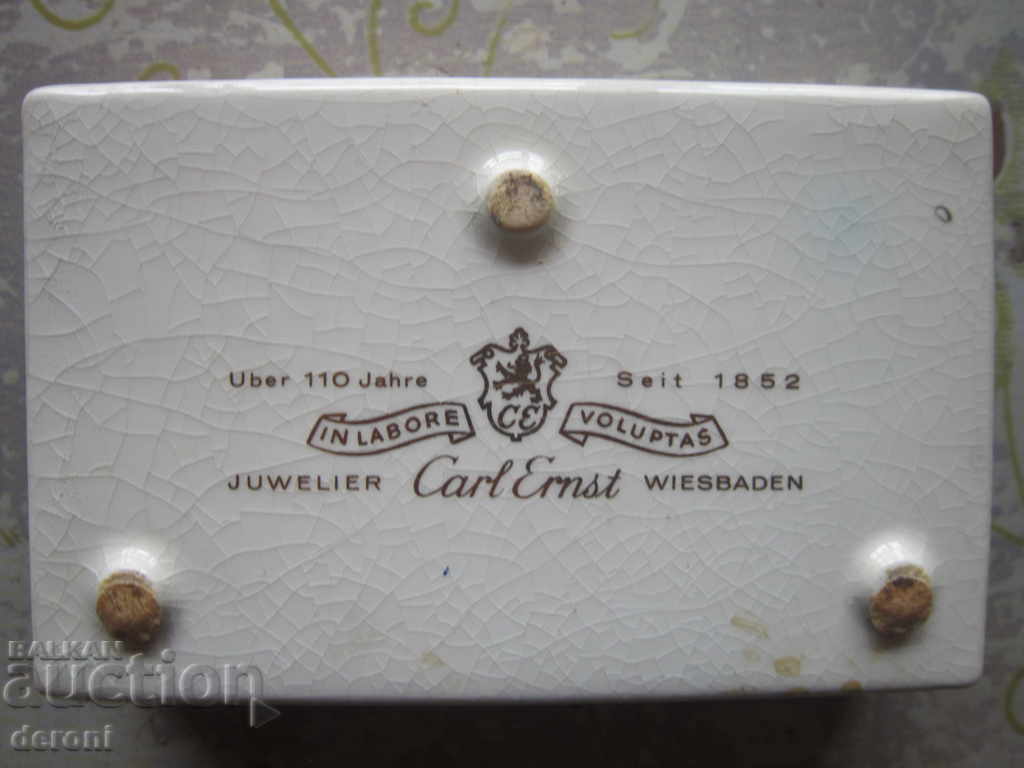 Uber 110 Jahre Seit 1852
CE
IN LABORE VOLUPTAS
JUWELIER Carl Ernst WIESBADEN
BALKAN
auction
deroni